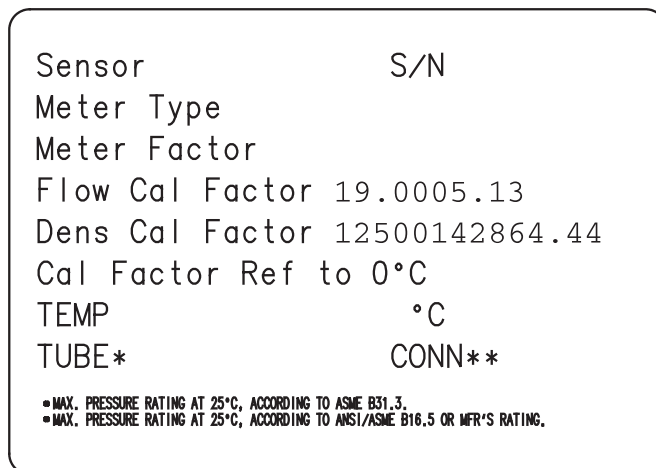 Sensor S/N
Meter Type
Meter Factor
Flow Cal Factor 19.0005.13
Dens Cal Factor 12500142864.44
Cal Factor Ref to 0°C
TEMP °C
TUBE* CONN**
*MAX. PRESSURE RATING AT 25°C, ACCORDING TO ASME B31.3.
*MAX. PRESSURE RATING AT 25°C, ACCORDING TO ANSI/ASME B16.5 OR MFR'S RATING.